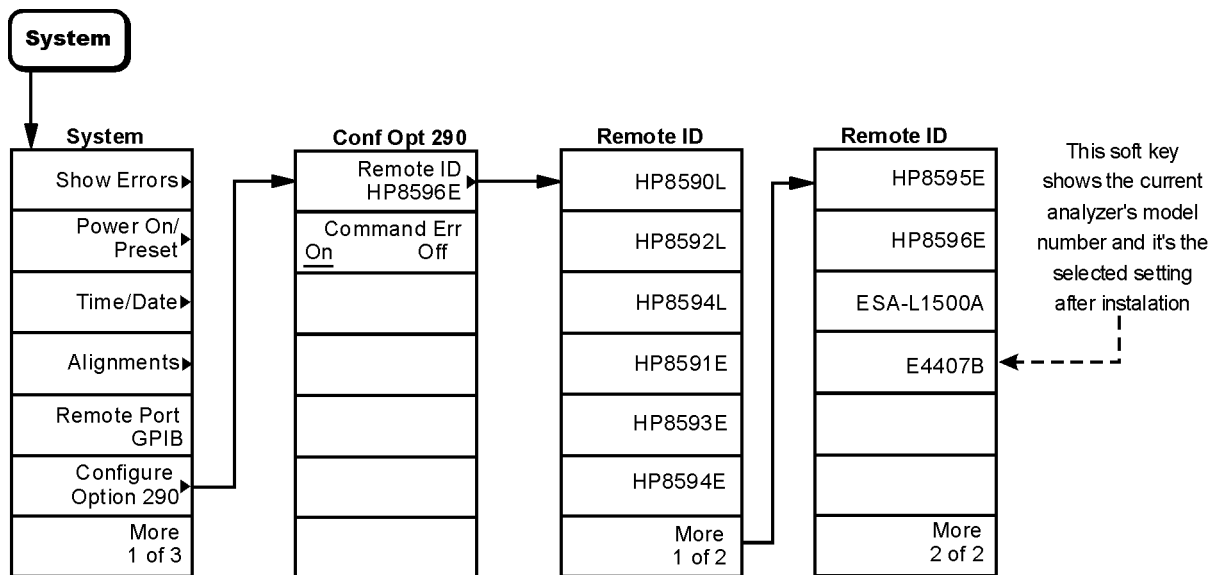 System
System
Show Errors
Power On/
Preset
Time/Date
Alignments
Remote Port
GPIB
Configure
Option 290
More
1 of 3
Conf Opt 290
Remote ID
HP8596E
Command Err
On Off
Remote ID
HP8590L
HP8592L
HP8594L
HP8591E
HP8593E
HP8594E
More
1 of 2
Remote ID
HP8595E
HP8596E
ESA-L1500A
E4407B
More
2 of 2
This soft key
shows the current
analyzer's model
number and it's the
selected setting
after instalation